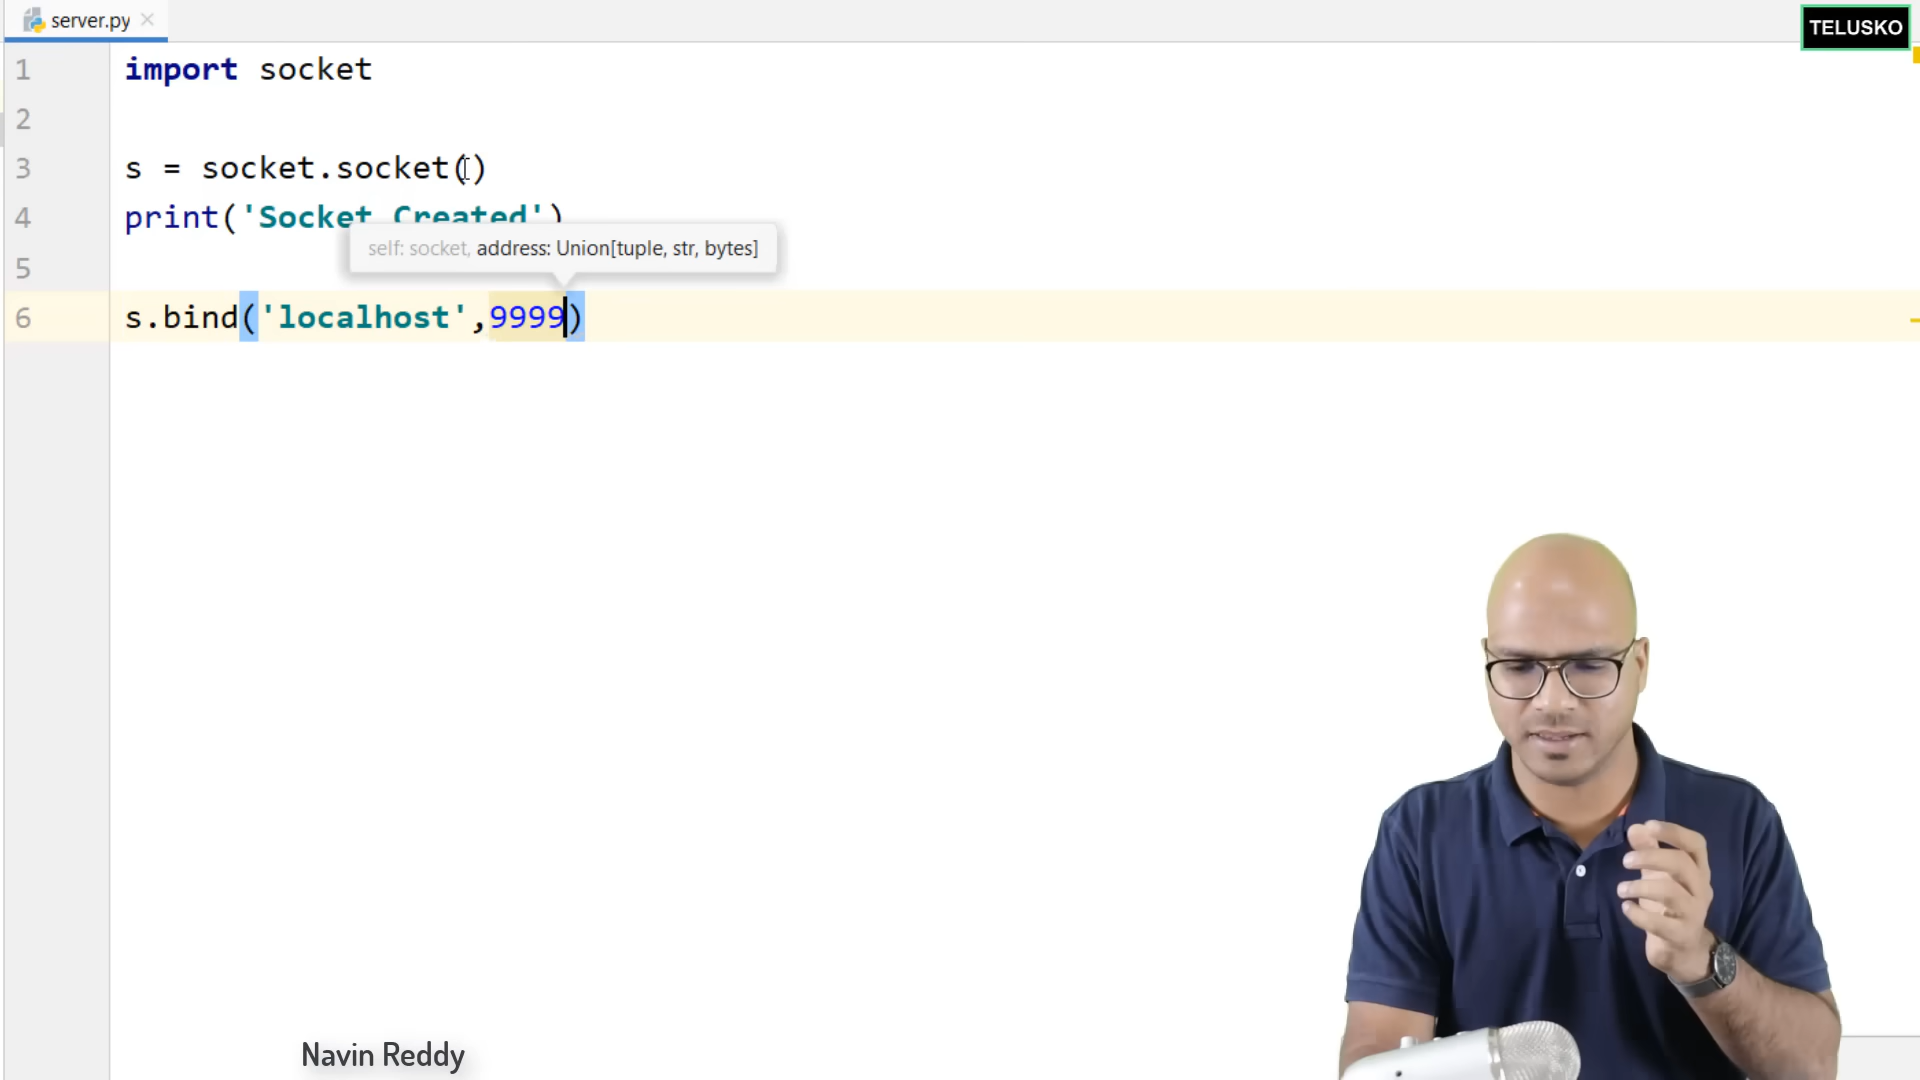 server.py
TELUSKO
1 import socket
2
3 s = socket.socket()
4 print('Socket Created')
self: socket, address: Union[tuple, str, bytes]
5
6 s.bind('localhost',9999)
Navin Reddy